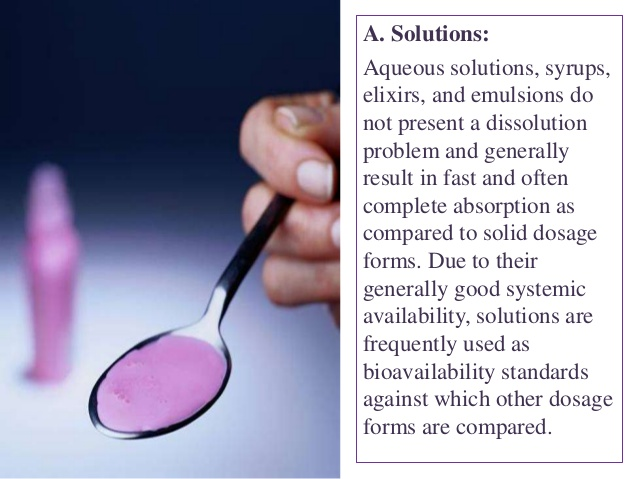 A. Solutions:
Aqueous solutions, syrups,
elixirs, and emulsions do
not present a dissolution
problem and generally
result in fast and often
complete absorption as
compared to solid dosage
forms. Due to their
generally good systemic
availability, solutions are
frequently used as
bioavailability standards
against which other dosage
forms are compared.